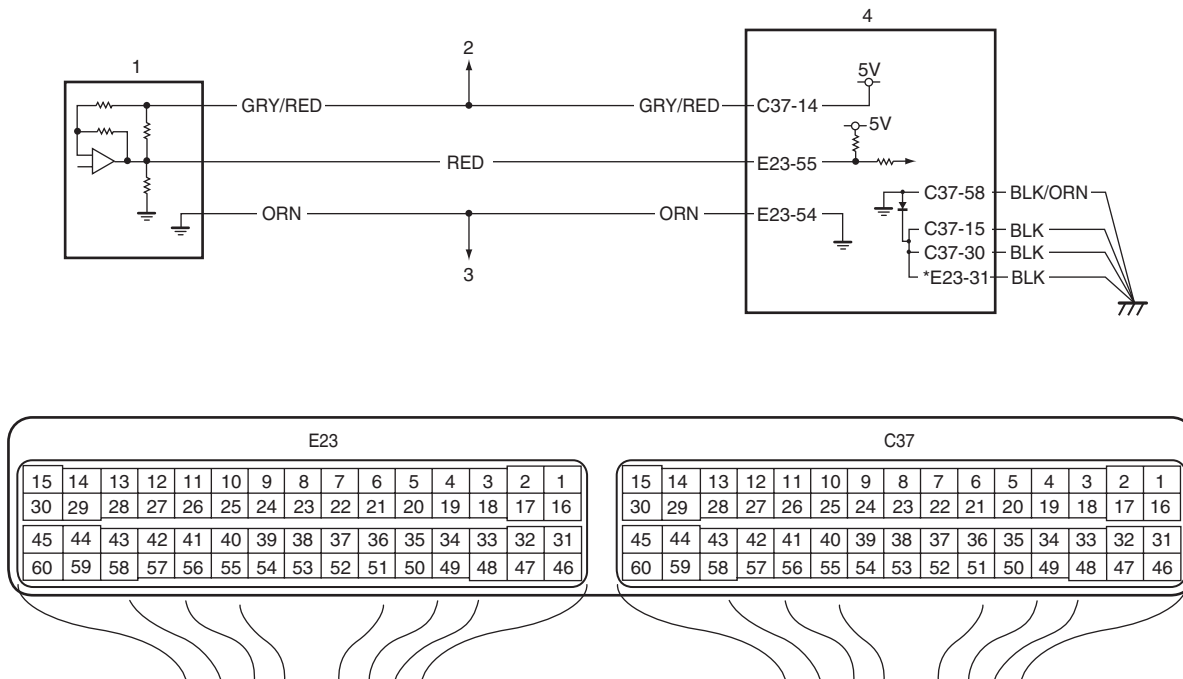 4
2
1
5V
GRY/RED GRY/RED C37-14
5V
RED E23-55
C37-58 BLK/ORN
ORN ORN E23-54
C37-15 BLK
C37-30 BLK
3
*E23-31 BLK
E23 C37
15 14 13 12 11 10 9 8 7 6 5 4 3 2 1 15 14 13 12 11 10 9 8 7 6 5 4 3 2 1
30 29 28 27 26 25 24 23 22 21 20 19 18 17 16 30 29 28 27 26 25 24 23 22 21 20 19 18 17 16
45 44 43 42 41 40 39 38 37 36 35 34 33 32 31 45 44 43 42 41 40 39 38 37 36 35 34 33 32 31
60 59 58 57 56 55 54 53 52 51 50 49 48 47 46 60 59 58 57 56 55 54 53 52 51 50 49 48 47 46